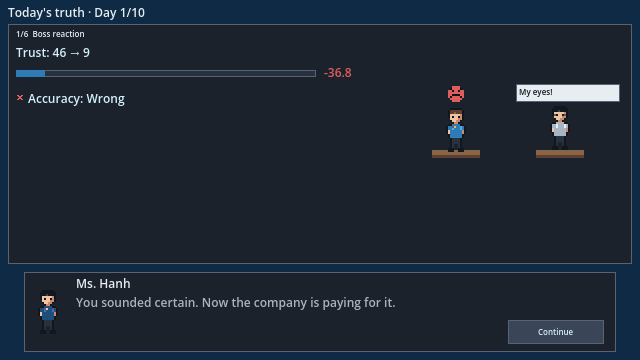 Today's truth · Day 1/10
1/6 Boss reaction
Trust: 46 → 9
-36.8
× Accuracy: Wrong
My eyes!
Ms. Hanh
You sounded certain. Now the company is paying for it.
Continue